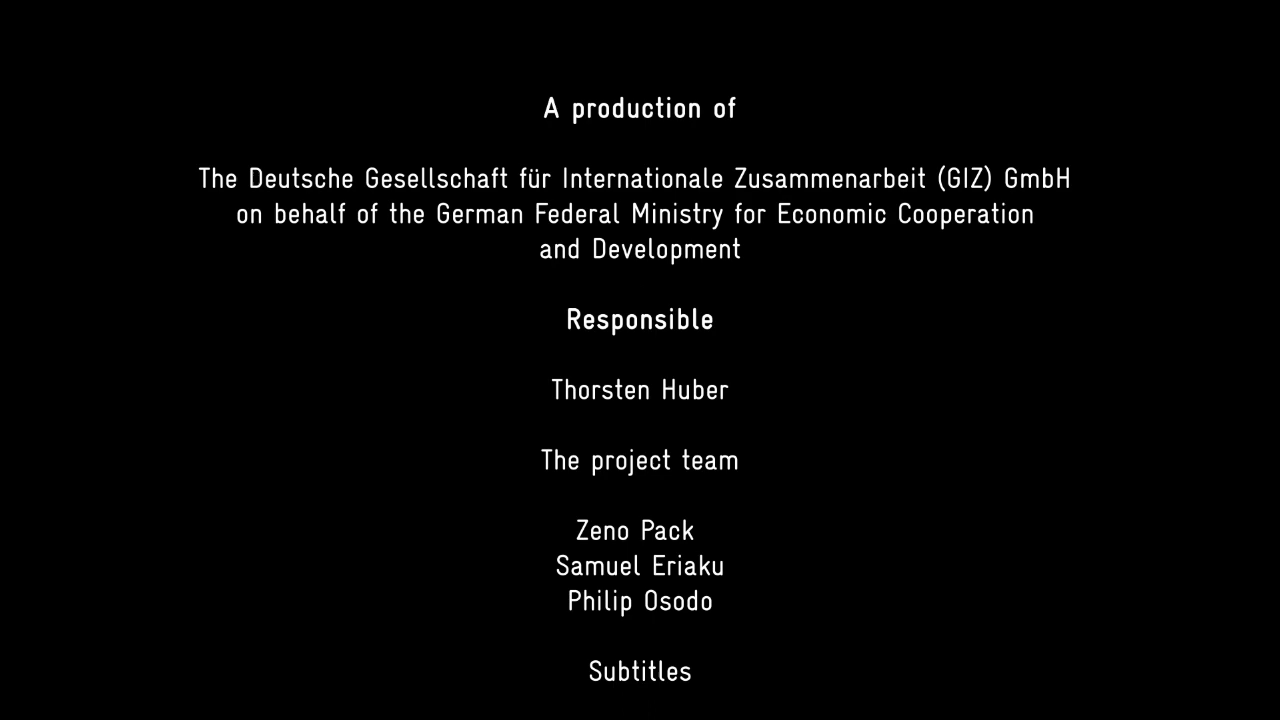 A production of
The Deutsche Gesellschaft für Internationale Zusammenarbeit (GIZ) GmbH
on behalf of the German Federal Ministry for Economic Cooperation
and Development
Responsible
Thorsten Huber
The project team
Zeno Pack
Samuel Eriaku
Philip Osodo
Subtitles